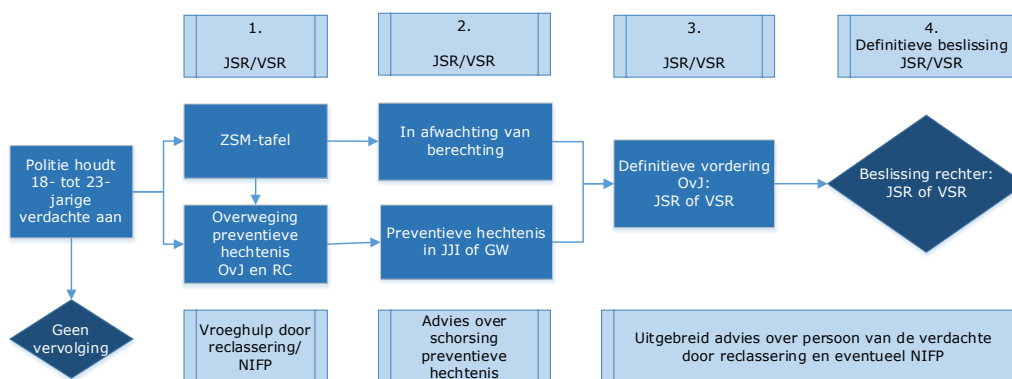 1.
JSR/VSR
2.
JSR/VSR
3.
JSR/VSR
4.
Definitieve beslissing
JSR/VSR
Politie houdt
18- tot 23-
jarige
verdachte aan
ZSM-tafel
In afwachting van
berechting
Overweging
preventieve
hechtenis
OvJ en RC
Preventieve hechtenis
in JJI of GW
Definitieve vordering
OvJ:
JSR of VSR
Beslissing rechter:
JSR of VSR
Geen
vervolging
Vroeghulp door
reclassering/
NIFP
Advies over
schorsing
preventieve
hechtenis
Uitgebreid advies over persoon van de verdachte
door reclassering en eventueel NIFP